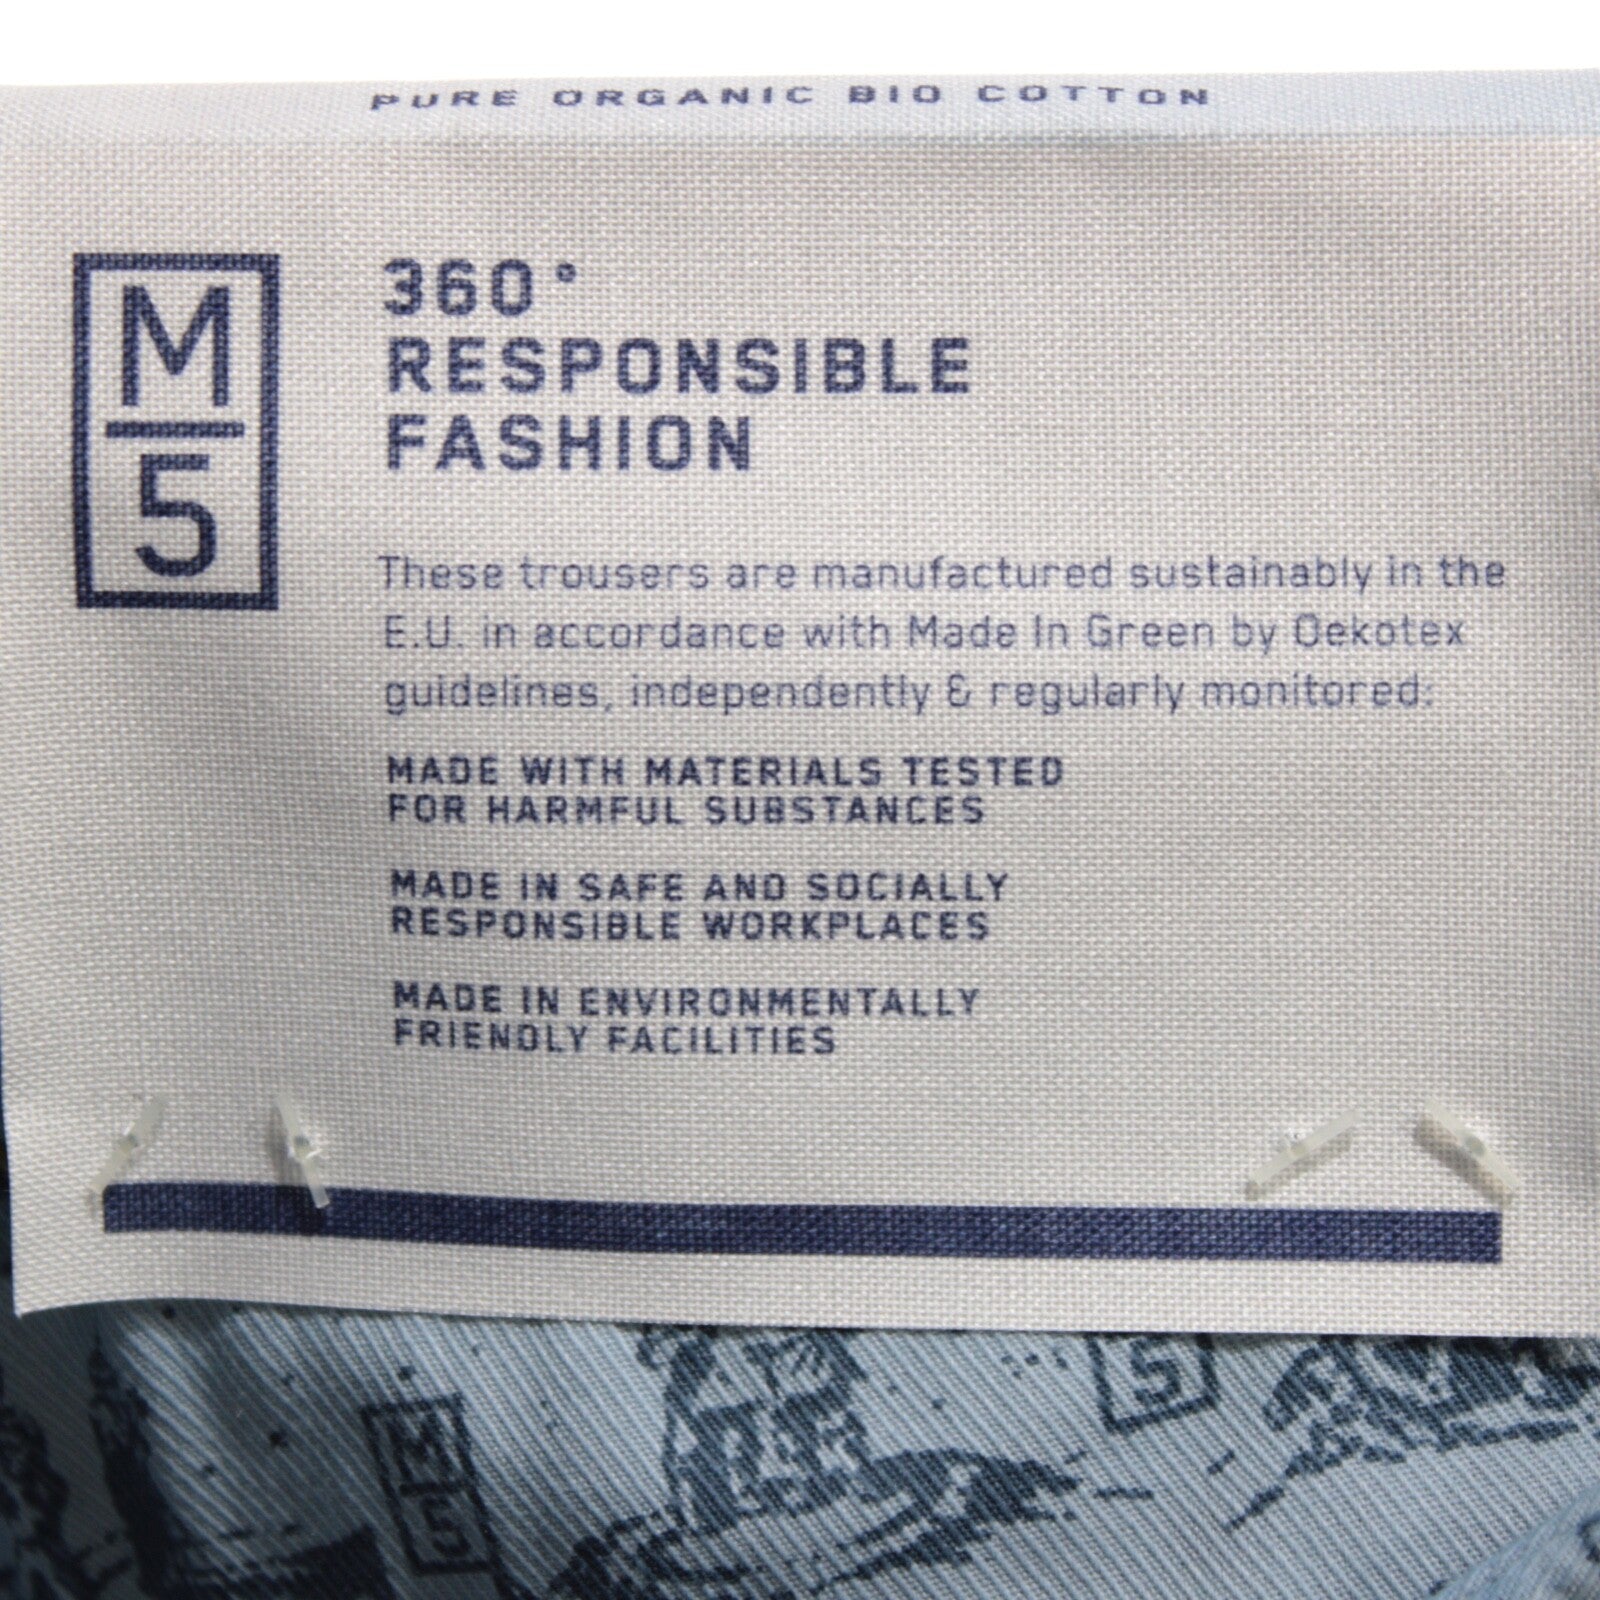 PURE ORGANIC BIO COTTON
M
5
360°
RESPONSIBLE
FASHION
These trousers are manufactured sustainably in the
E.U. in accordance with Made In Green by Oekotex
guidelines, independently & regularly monitored:
MADE WITH MATERIALS TESTED
FOR HARMFUL SUBSTANCES
MADE IN SAFE AND SOCIALLY
RESPONSIBLE WORKPLACES
MADE IN ENVIRONMENTALLY
FRIENDLY FACILITIES
5
M
5